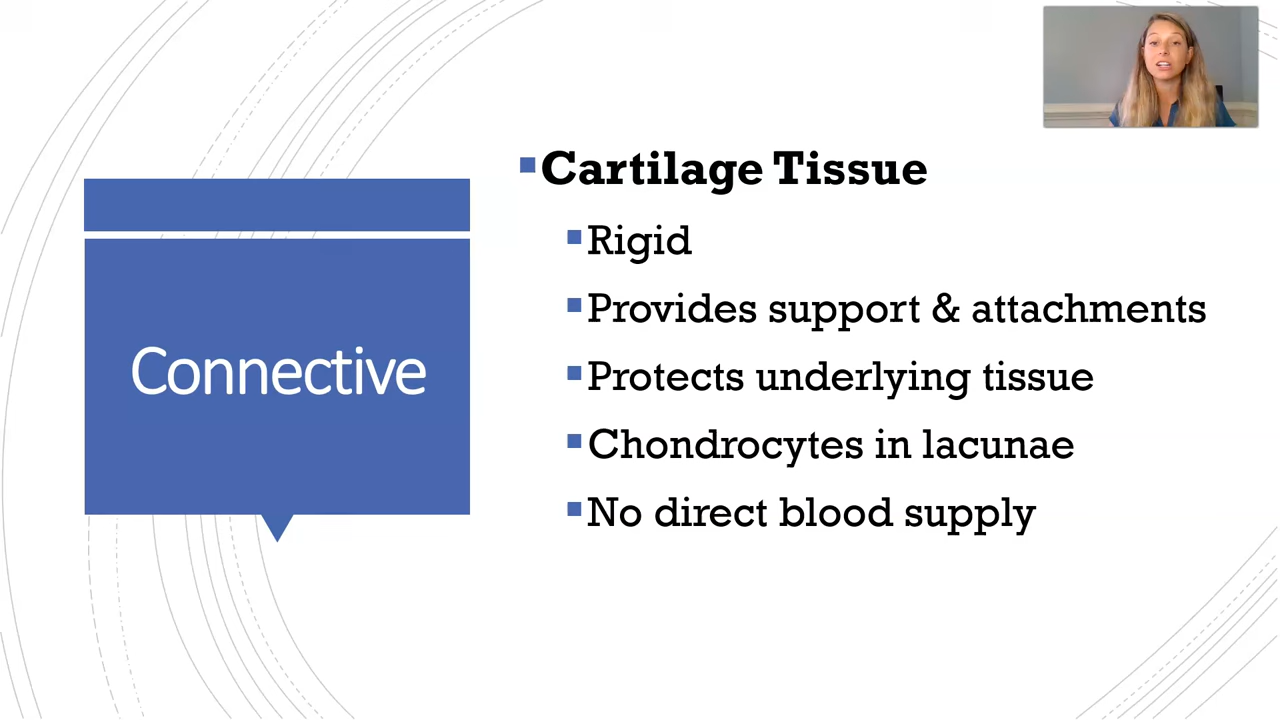 Connective
Cartilage Tissue
Rigid
Provides support & attachments
Protects underlying tissue
Chondrocytes in lacunae
No direct blood supply